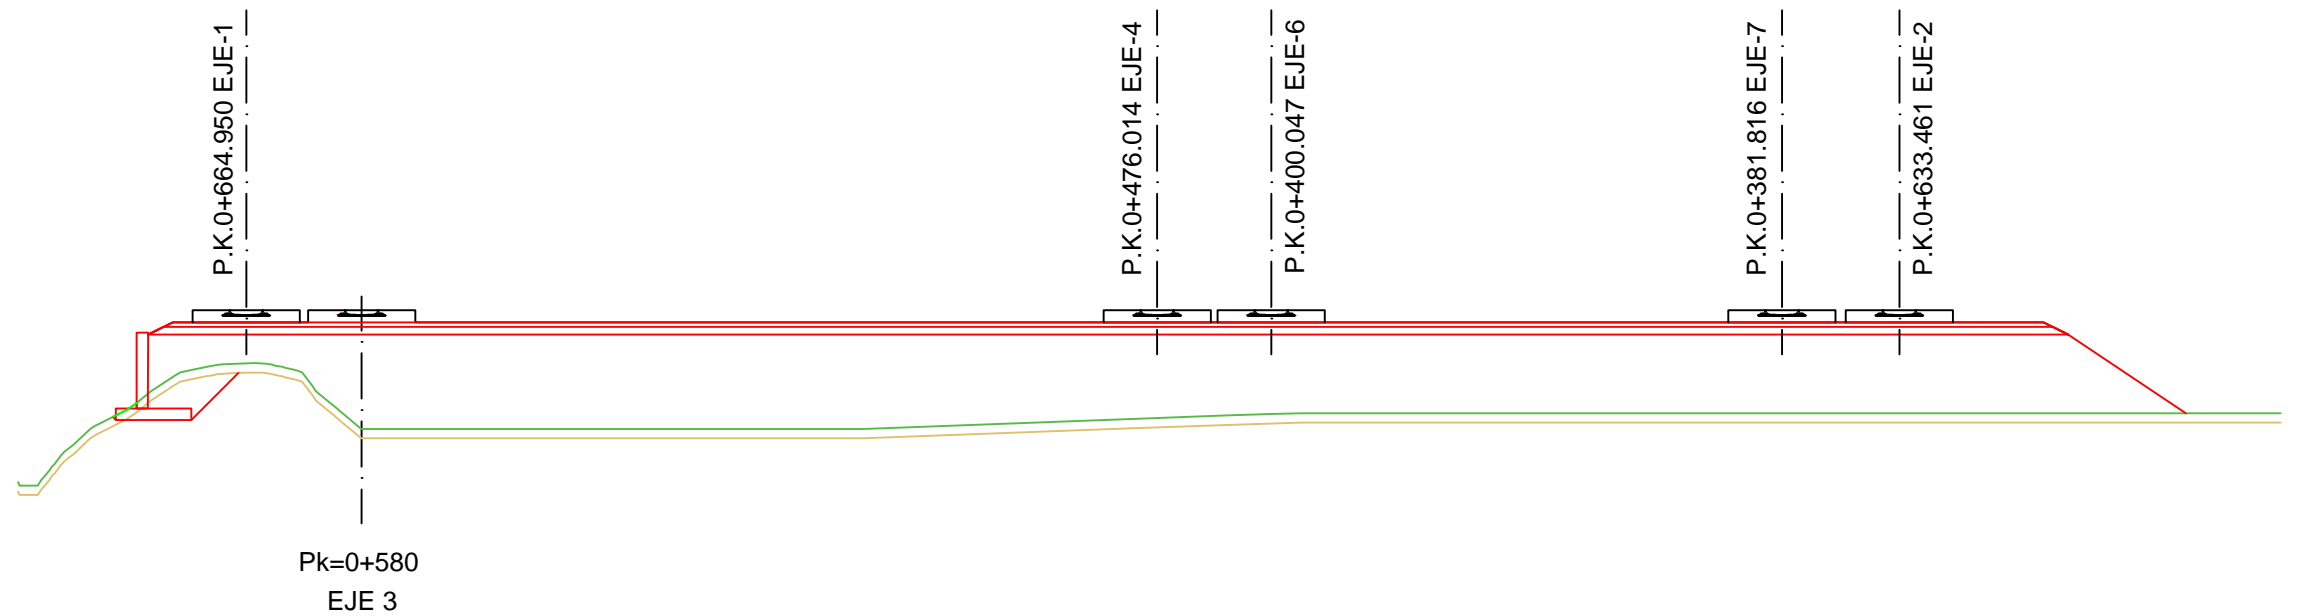 P.K.0+664.950 EJE-1
P.K.0+476.014 EJE-4
P.K.0+400.047 EJE-6
P.K.0+381.816 EJE-7
P.K.0+633.461 EJE-2
Pk=0+580
EJE 3